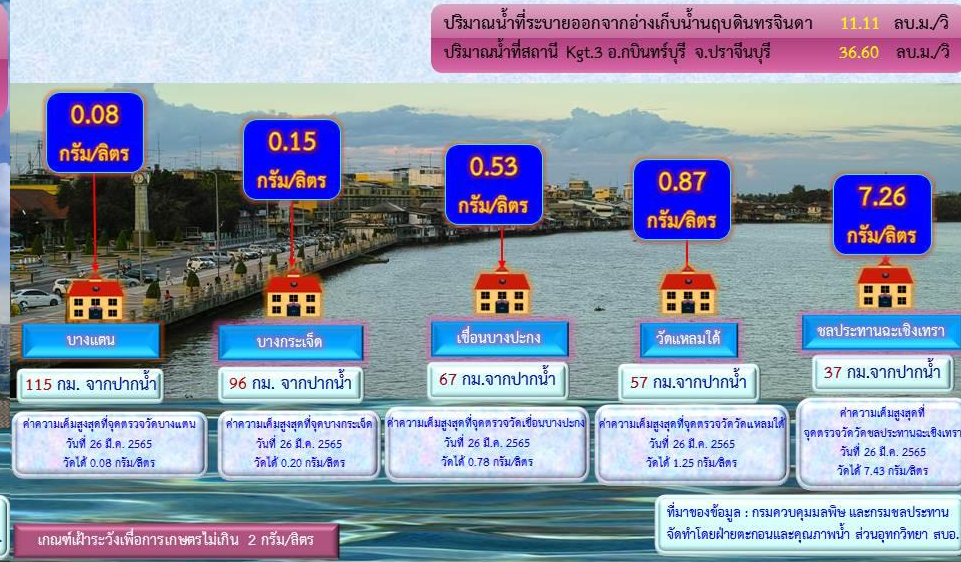 ปริมาณน้ำที่ระบายออกจากอ่างเก็บน้ำนฤบดินทรจินดา 11.11 ลบ.ม./วิ
ปริมาณน้ำที่สถานี Kgt.3 อ.กบินทร์บุรี จ.ปราจีนบุรี 36.60 ลบ.ม./วิ
0.08
กรัม/ลิตร
0.15
กรัม/ลิตร
0.53
กรัม/ลิตร
0.87
กรัม/ลิตร
7.26
กรัม/ลิตร
บางแตน
บางกระเจ็ด
เขื่อนบางปะกง
วัดแหลมใต้
ชลประทานฉะเชิงเทรา
115 กม. จากปากน้ำ
96 กม. จากปากน้ำ
67 กม.จากปากน้ำ
57 กม.จากปากน้ำ
37 กม.จากปากน้ำ
ค่าความเค็มสูงสุดที่จุดตรวจวัดบางแตน
วันที่ 26 มี.ค. 2565
วัดได้ 0.08 กรัม/ลิตร
ค่าความเค็มสูงสุดที่จุดบางกระเจ็ด
วันที่ 26 มี.ค. 2565
วัดได้ 0.20 กรัม/ลิตร
ค่าความเค็มสูงสุดที่จุดตรวจวัดเขื่อนบางปะกง
วันที่ 26 มี.ค. 2565
วัดได้ 0.78 กรัม/ลิตร
ค่าความเค็มสูงสุดที่จุดตรวจวัดวัดแหลมใต้
วันที่ 26 มี.ค. 2565
วัดได้ 1.25 กรัม/ลิตร
ค่าความเค็มสูงสุดที่
จุดตรวจวัดวัดชลประทานฉะเชิงเทรา
วันที่ 26 มี.ค. 2565
วัดได้ 7.43 กรัม/ลิตร
เกณฑ์เฝ้าระวังเพื่อการเกษตรไม่เกิน 2 กรัม/ลิตร
ที่มาของข้อมูล : กรมควบคุมมลพิษ และกรมชลประทาน
จัดทำโดยฝ่ายตะกอนและคุณภาพน้ำ ส่วนอุทกวิทยา สบอ.